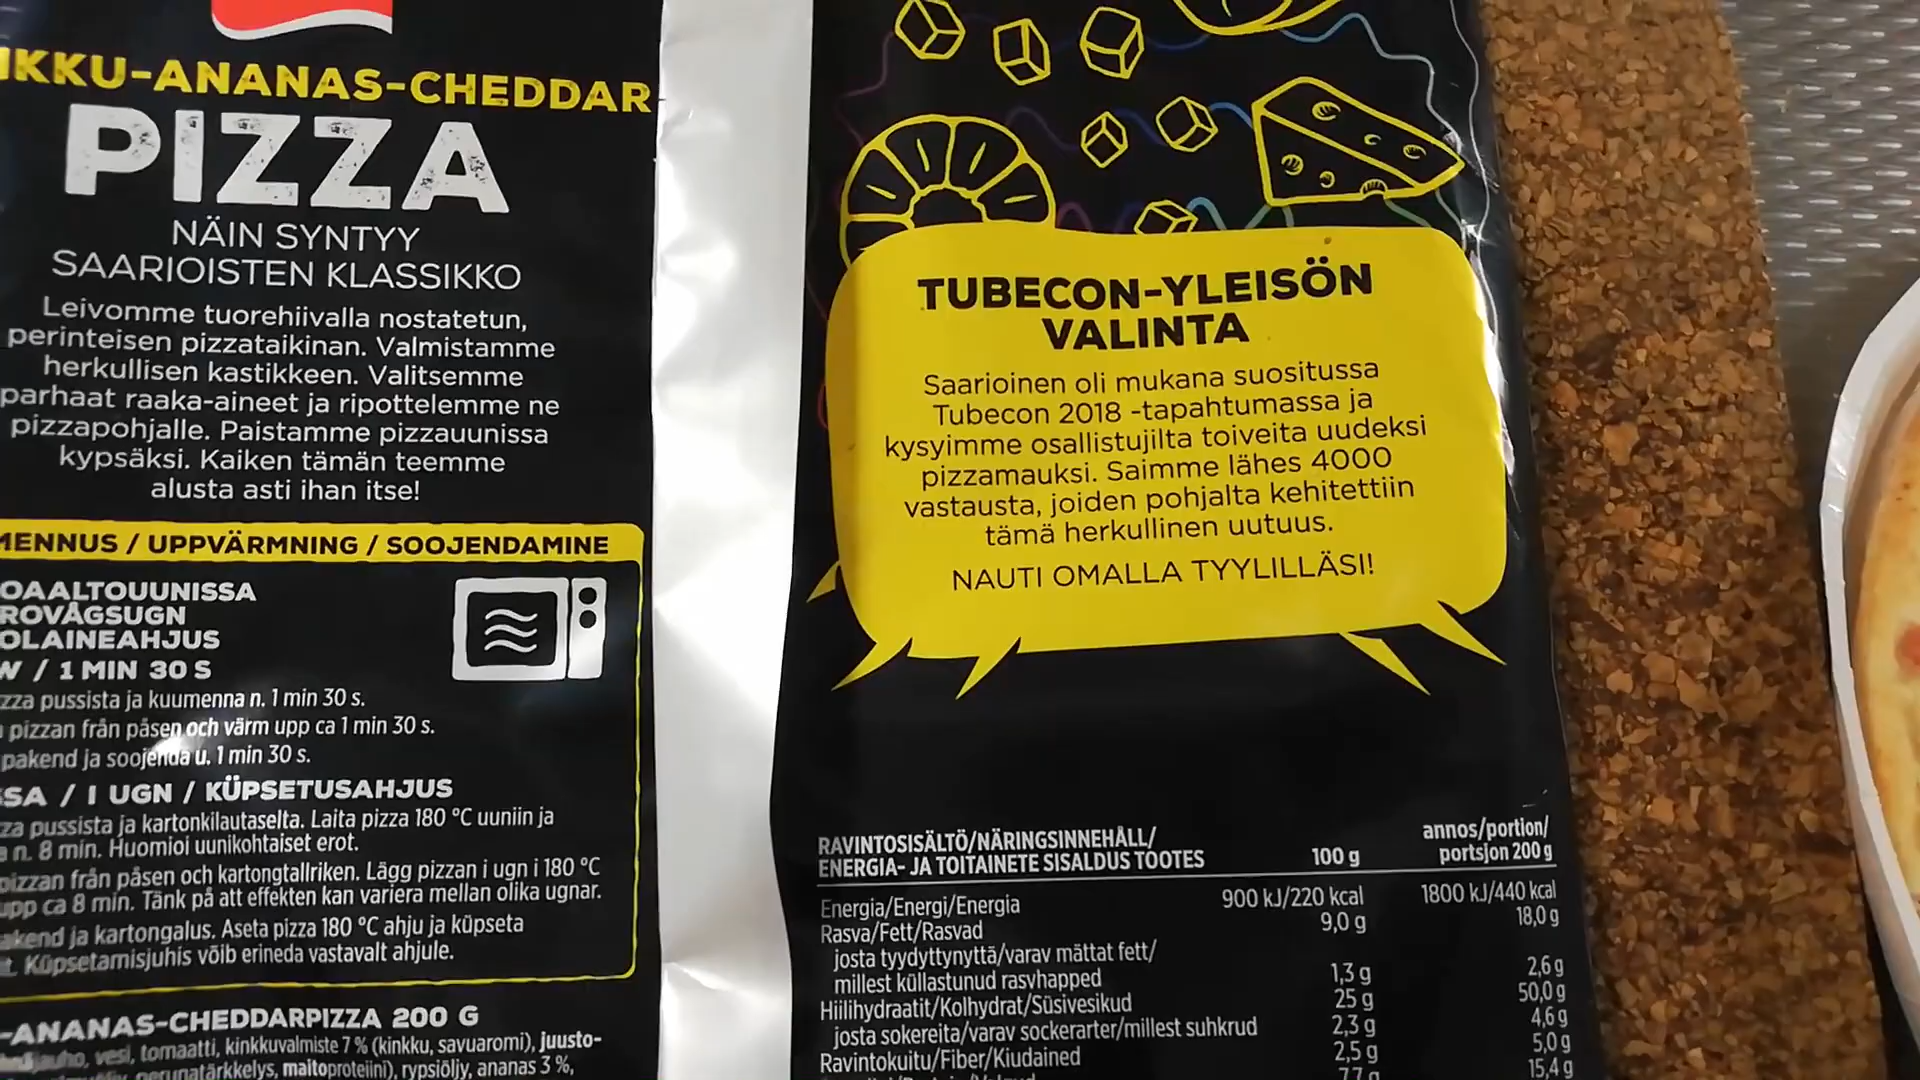 IKKU-ANANAS-CHEDDAR
PIZZA
NÄIN SYNTYY
SAARIOISTEN KLASSIKKO
Leivomme tuorehiivalla nostatetun,
perinteisen pizzataikinan. Valmistamme
herkullisen kastikkeen. Valitsemme
parhaat raaka-aineet ja ripottelemme ne
pizzapohjalle. Paistamme pizzauunissa
kypsäksi. Kaiken tämän teemme
alusta asti ihan itse!
MENNUS / UPPVÄRMNING / SOOJENDAMINE
OAALTOUUNISSA
ROVÅGSUGN
OLAINEAHJUS
W / 1 MIN 30 S
zza pussista ja kuumenna n. 1 min 30 s.
pizzan från påsen och värm upp ca 1 min 30 s.
pakend ja soojenda u. 1 min 30 s.
SSA / I UGN / KÜPSETUSAHJUS
za pussista ja kartonkilautaselta. Laita pizza 180 °C uuniin ja
n. 8 min. Huomioi uunikohtaiset erot.
pizzan från påsen och kartongtallriken. Lägg pizzan i ugn i 180 °C
upp ca 8 min. Tänk på att effekten kan variera mellan olika ugnar.
akend ja kartongalus. Aseta pizza 180 °C ahju ja küpseta
t. Küpsetamisjuhis võib erineda vastavalt ahjule.
-ANANAS-CHEDDARPIZZA 200 G
vesi, tomaatti, kinkkuvalmiste 7 % (kinkku, savuaromi), juusto-
perunatärkkelys, maitoproteiini), rypsiöljy, ananas 3 %,
TUBECON-YLEISÖN
VALINTA
Saarioinen oli mukana suositussa
Tubecon 2018 -tapahtumassa ja
kysyimme osallistujilta toiveita uudeksi
pizzamauksi. Saimme lähes 4000
vastausta, joiden pohjalta kehitettiin
tämä herkullinen uutuus.
NAUTI OMALLA TYYLILLÄSI!
RAVINTOSISÄLTÖ/NÄRINGSINNEHÅLL/
ENERGIA- JA TOITAINETE SISALDUS TOOTES 100 g annos/portion/
portsjon 200 g
Energia/Energi/Energia 900 kJ/220 kcal 1800 kJ/440 kcal
Rasva/Fett/Rasvad 9,0 g 18,0 g
josta tyydyttynyttä/varav mättat fett/
millest küllastunud rasvhapped 1,3 g 2,6 g
Hiilihydraatit/Kolhydrat/Süsivesikud 25 g 50,0 g
josta sokereita/varav sockerarter/millest suhkrud 2,3 g 4,6 g
Ravintokuitu/Fiber/Kiudained 2,5 g 5,0 g
7,7 g 15,4 g